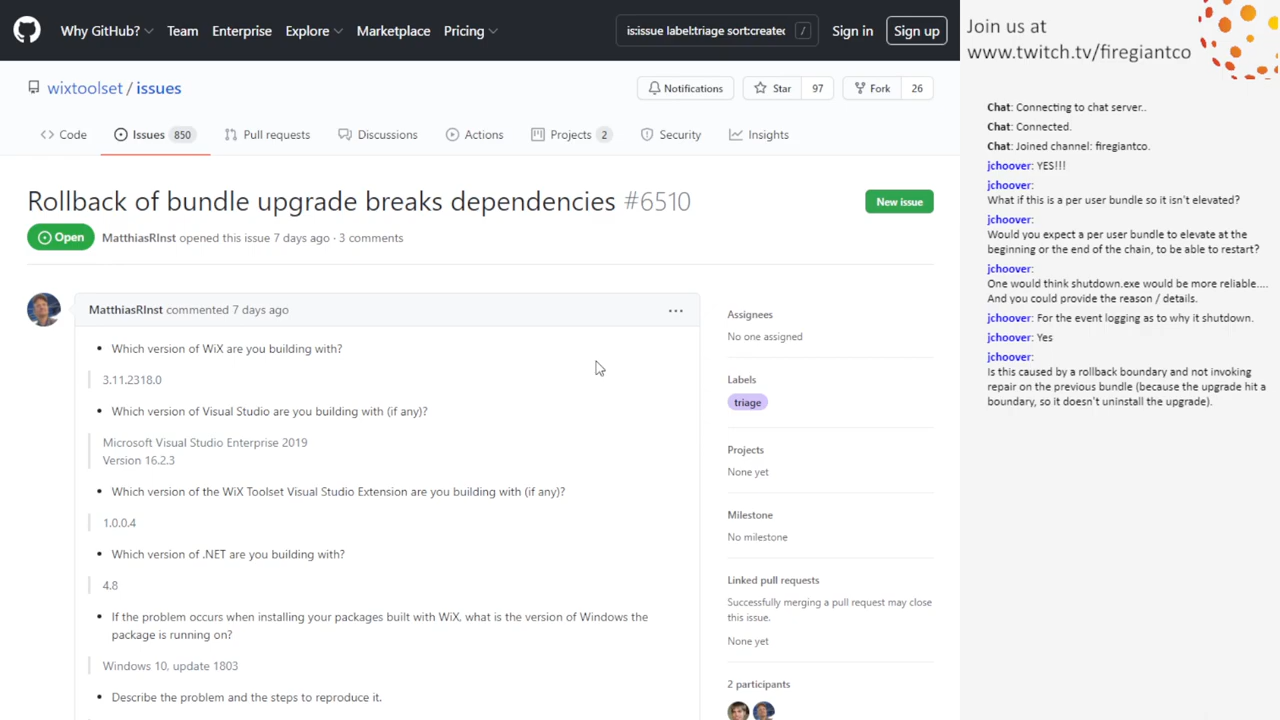 Why GitHub?
Team
Enterprise
Explore
Marketplace
Pricing
is:issue label:triage sort:created
/
Sign in
Sign up
wixtoolset / issues
Notifications
Star 97
Fork 26
Code
Issues 850
Pull requests
Discussions
Actions
Projects 2
Security
Insights
Rollback of bundle upgrade breaks dependencies #6510
New issue
Open
MatthiasRInst opened this issue 7 days ago · 3 comments
MatthiasRInst commented 7 days ago
• Which version of WiX are you building with?
3.11.2318.0
• Which version of Visual Studio are you building with (if any)?
Microsoft Visual Studio Enterprise 2019
Version 16.2.3
• Which version of the WiX Toolset Visual Studio Extension are you building with (if any)?
1.0.0.4
• Which version of .NET are you building with?
4.8
• If the problem occurs when installing your packages built with WiX, what is the version of Windows the
package is running on?
Windows 10, update 1803
• Describe the problem and the steps to reproduce it.
Assignees
No one assigned
Labels
triage
Projects
None yet
Milestone
No milestone
Linked pull requests
Successfully merging a pull request may close
this issue.
None yet
2 participants
Join us at
www.twitch.tv/firegiantco
Chat: Connecting to chat server..
Chat: Connected.
Chat: Joined channel: firegiantco.
jchoover: YES!!!
jchoover:
What if this is a per user bundle so it isn't elevated?
jchoover:
Would you expect a per user bundle to elevate at the
beginning or the end of the chain, to be able to restart?
jchoover:
One would think shutdown.exe would be more reliable....
And you could provide the reason / details.
jchoover: For the event logging as to why it shutdown.
jchoover: Yes
jchoover:
Is this caused by a rollback boundary and not invoking
repair on the previous bundle (because the upgrade hit a
boundary, so it doesn't uninstall the upgrade).